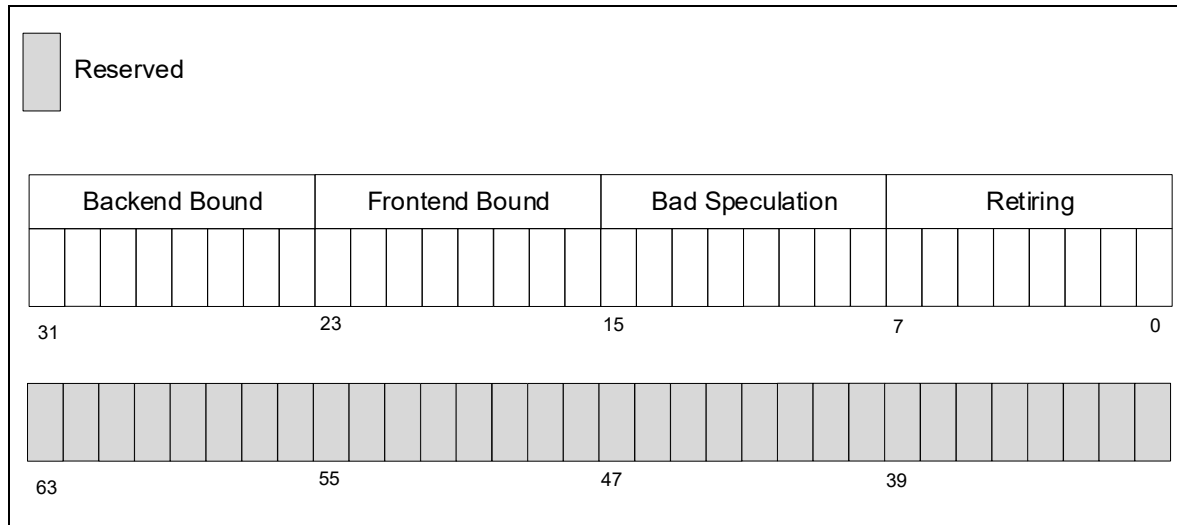 Reserved
Backend Bound Frontend Bound Bad Speculation Retiring
31 23 15 7 0
63 55 47 39